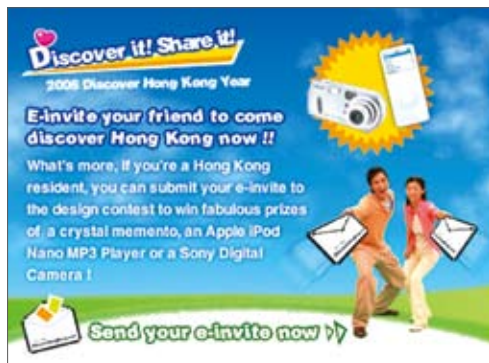 Discover it! Share it!
2006 Discover Hong Kong Year
E-invite your friend to come
discover Hong Kong now !!
What's more, if you're a Hong Kong
resident, you can submit your e-invite to
the design contest to win fabulous prizes
of a crystal memento, an Apple iPod
Nano MP3 Player or a Sony Digital
Camera !
Send your e-invite now